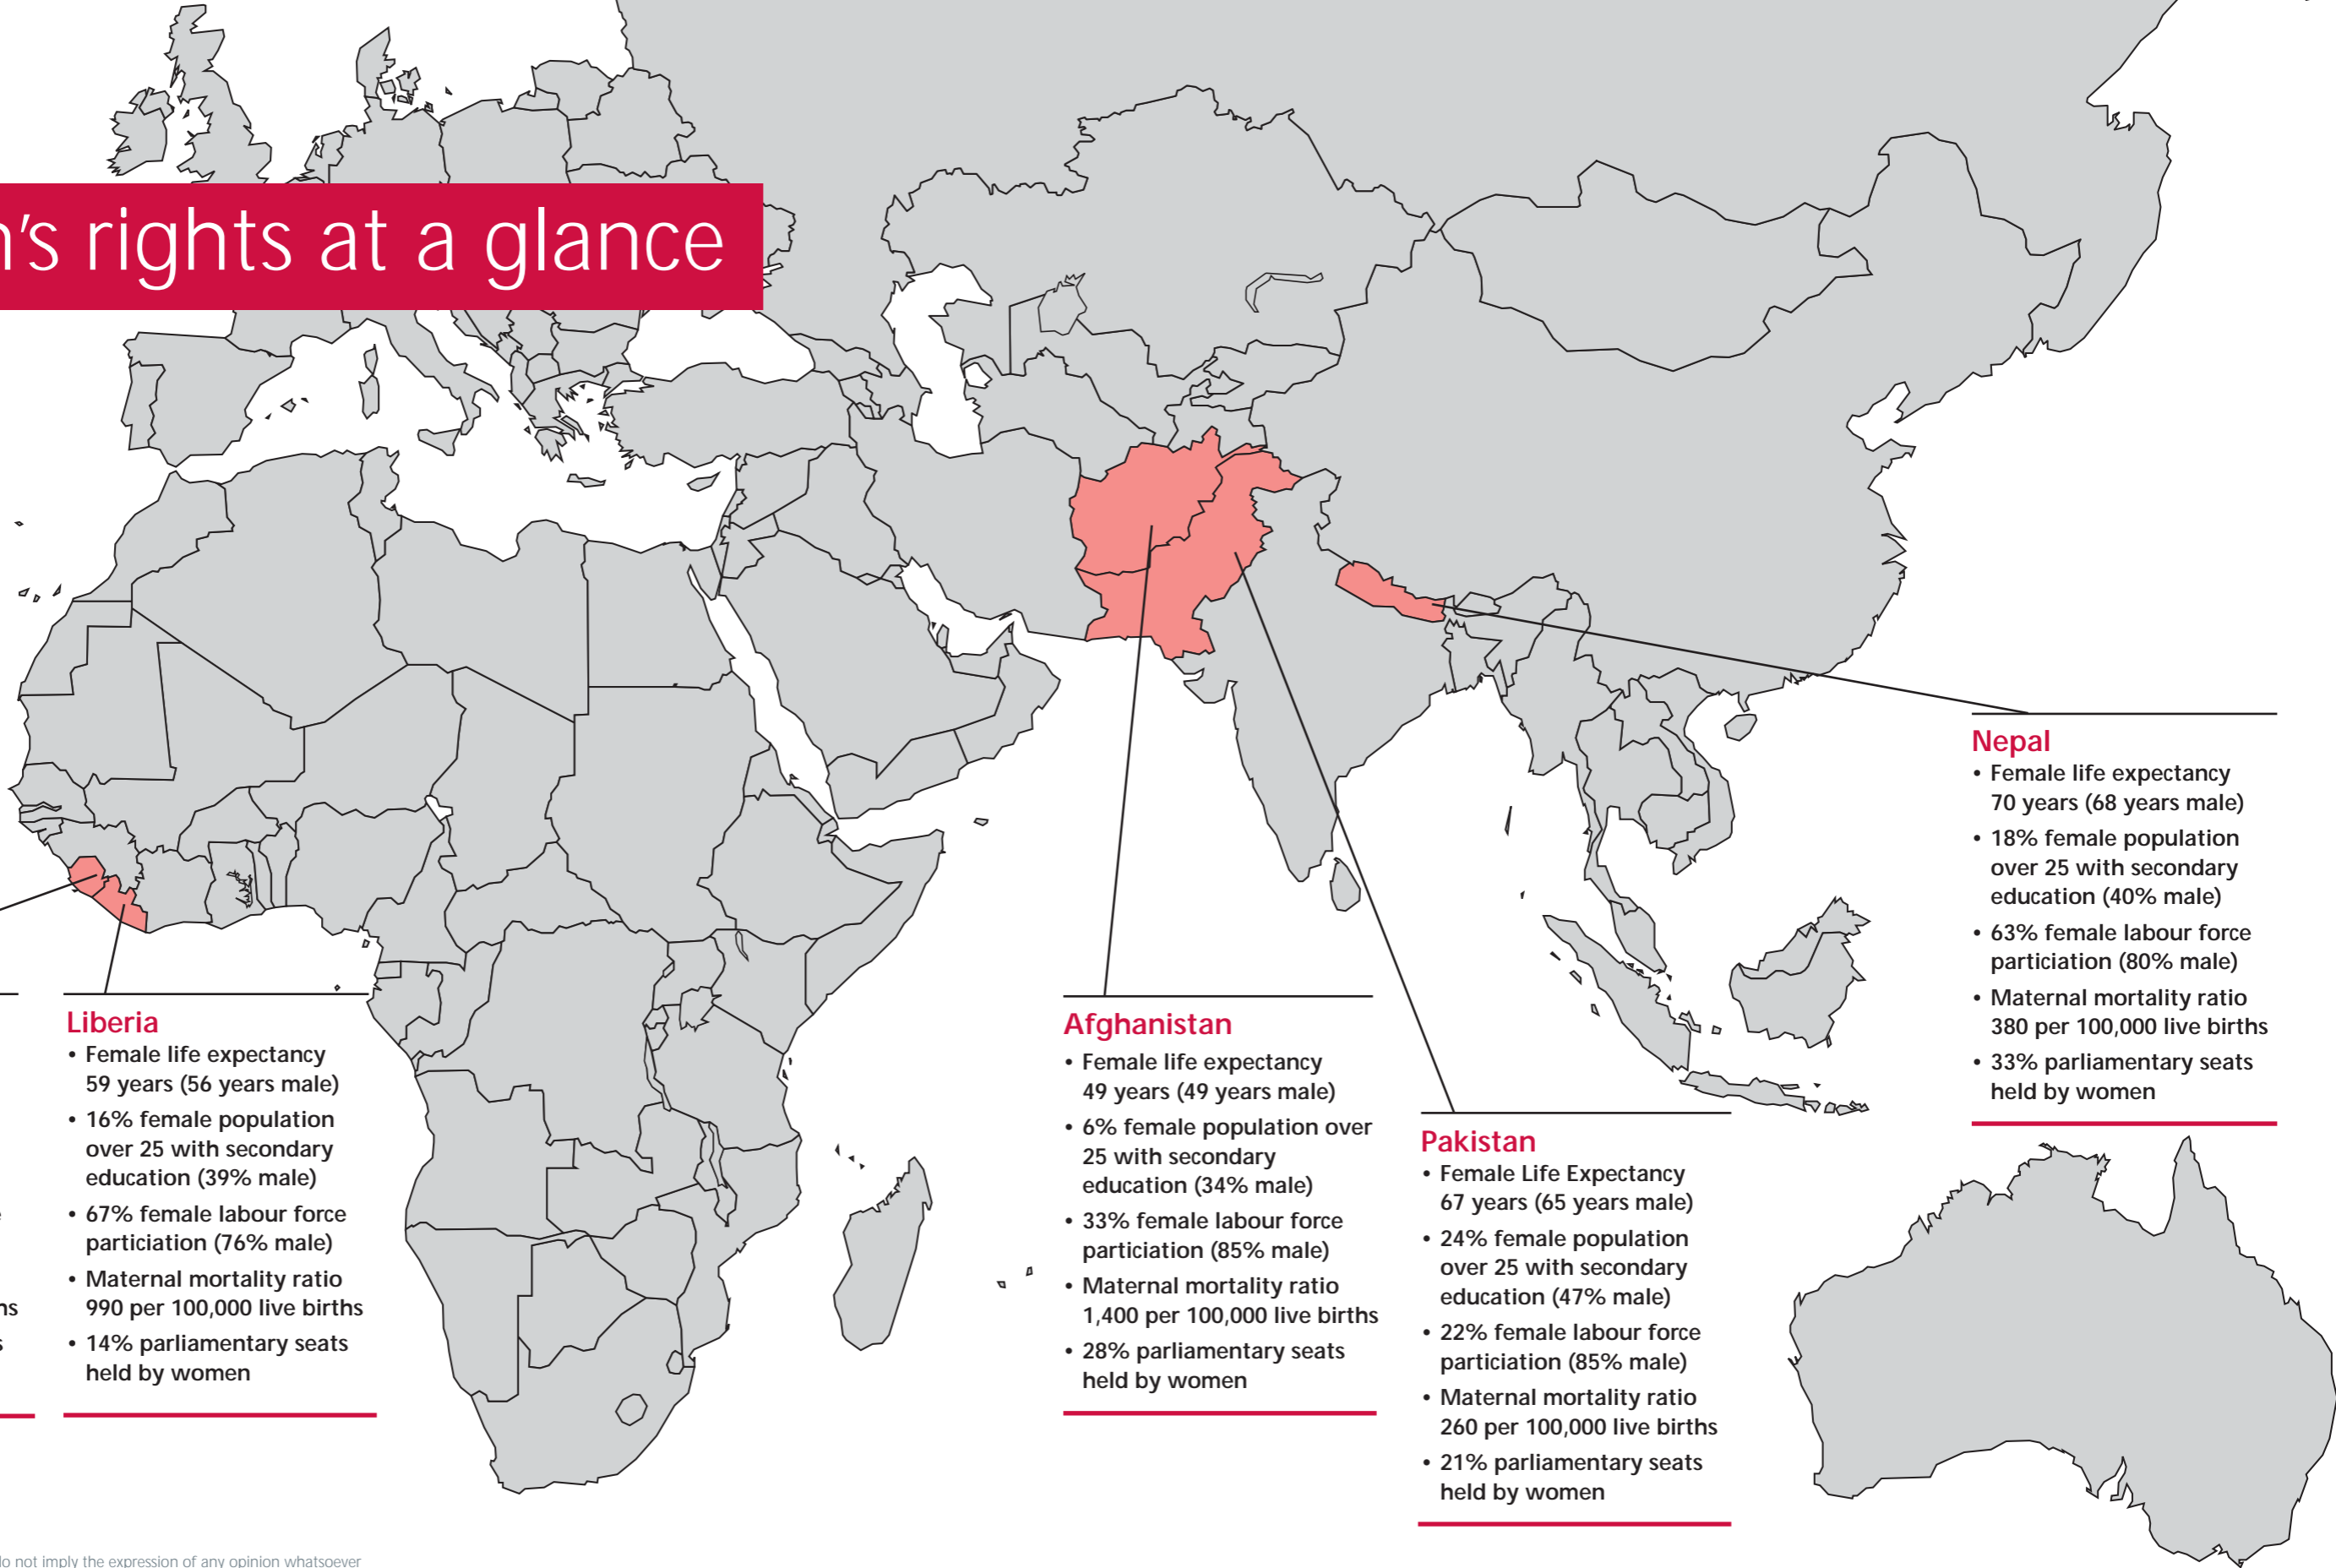 n's rights at a glance
Nepal
• Female life expectancy
70 years (68 years male)
• 18% female population
over 25 with secondary
education (40% male)
• 63% female labour force
particiation (80% male)
• Maternal mortality ratio
380 per 100,000 live births
• 33% parliamentary seats
held by women
Liberia
• Female life expectancy
59 years (56 years male)
• 16% female population
over 25 with secondary
education (39% male)
• 67% female labour force
particiation (76% male)
• Maternal mortality ratio
990 per 100,000 live births
• 14% parliamentary seats
held by women
Afghanistan
• Female life expectancy
49 years (49 years male)
• 6% female population over
25 with secondary
education (34% male)
• 33% female labour force
particiation (85% male)
• Maternal mortality ratio
1,400 per 100,000 live births
• 28% parliamentary seats
held by women
Pakistan
• Female Life Expectancy
67 years (65 years male)
• 24% female population
over 25 with secondary
education (47% male)
• 22% female labour force
particiation (85% male)
• Maternal mortality ratio
260 per 100,000 live births
• 21% parliamentary seats
held by women
do not imply the expression of any opinion whatsoever